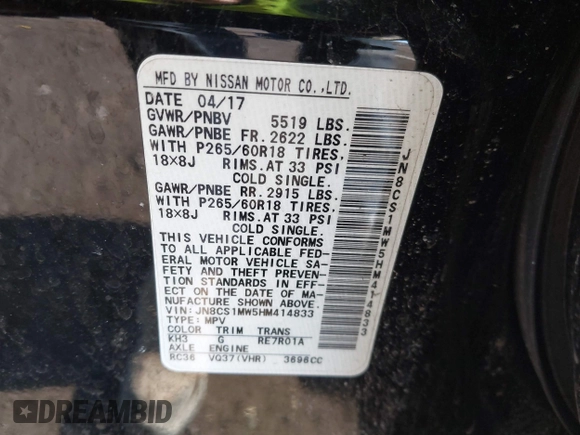 MFD BY NISSAN MOTOR CO.,LTD.
DATE 04/17
GVWR/PNBV 5519 LBS.
GAWR/PNBE FR. 2622 LBS.
WITH P265/60R18 TIRES,
18×8J RIMS.AT 33 PSI
COLD SINGLE.
GAWR/PNBE RR. 2915 LBS.
WITH P265/60R18 TIRES,
18×8J RIMS.AT 33 PSI
COLD SINGLE.
THIS VEHICLE CONFORMS
TO ALL APPLICABLE FED-
ERAL MOTOR VEHICLE SA-
FETY AND THEFT PREVEN-
TION STANDARDS IN EFF-
ECT ON THE DATE OF MA-
NUFACTURE SHOWN ABOVE.
VIN: JN8CS1MW5HM414833
TYPE: MPV
COLOR TRIM TRANS
KH3 G RE7R01A
AXLE ENGINE
RC36 VQ37(VHR) 3696CC
JN8CS1MW5HM414833
DREAMBID